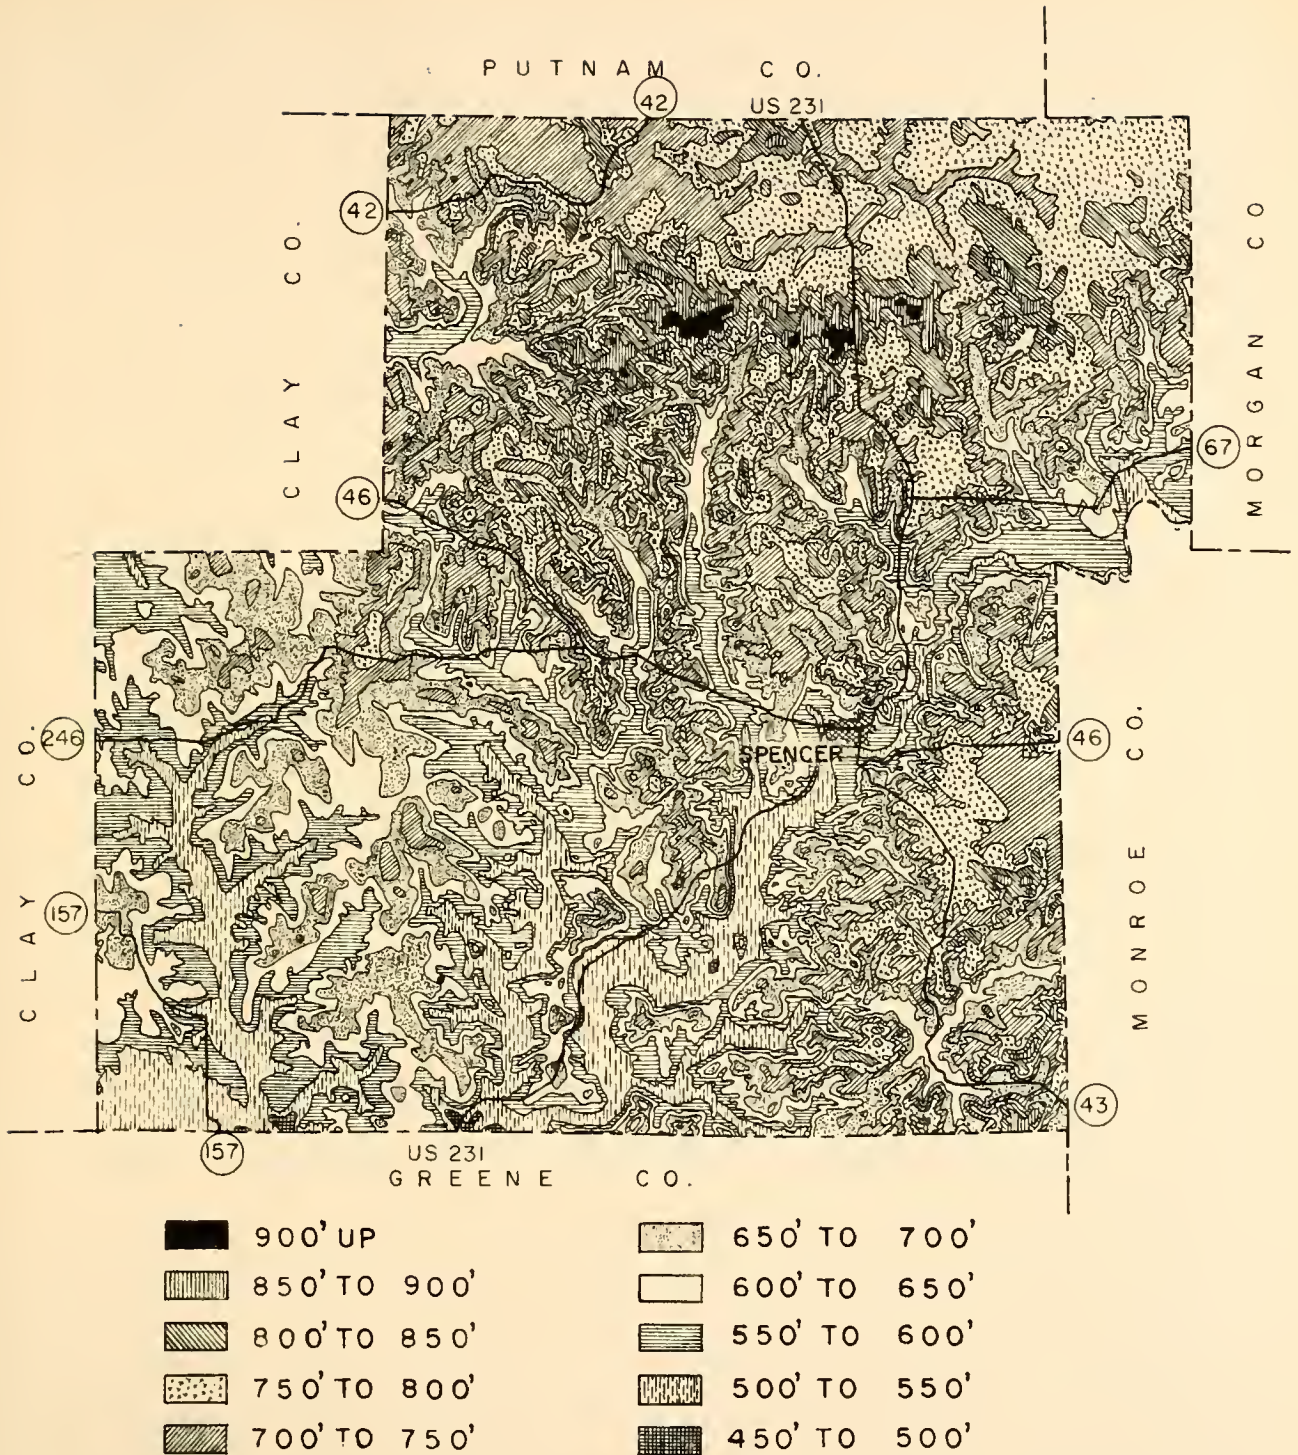 PUTNAM CO.
42
US 231
42
CLAY CO.
MORGAN CO
67
46
SPENCER
246
46
CLAY CO.
MONROE CO.
157
43
157
US 231
GREENE CO.
900' UP
850' TO 900'
800' TO 850'
750' TO 800'
700' TO 750'
650' TO 700'
600' TO 650'
550' TO 600'
500' TO 550'
450' TO 500'